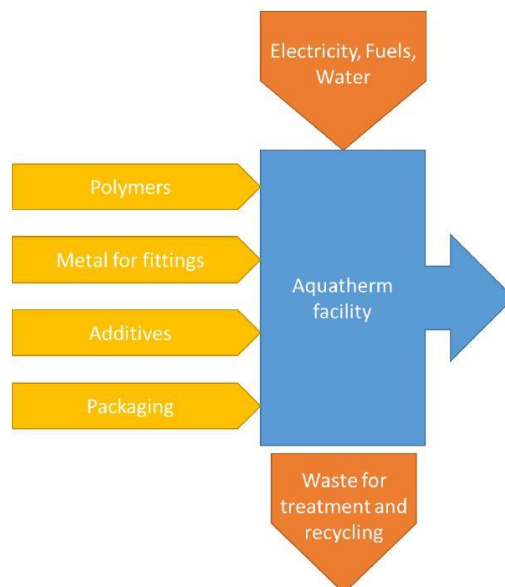 Electricity, Fuels,
Water
Polymers
Metal for fittings
Additives
Packaging
Aquatherm
facility
Waste for
treatment and
recycling